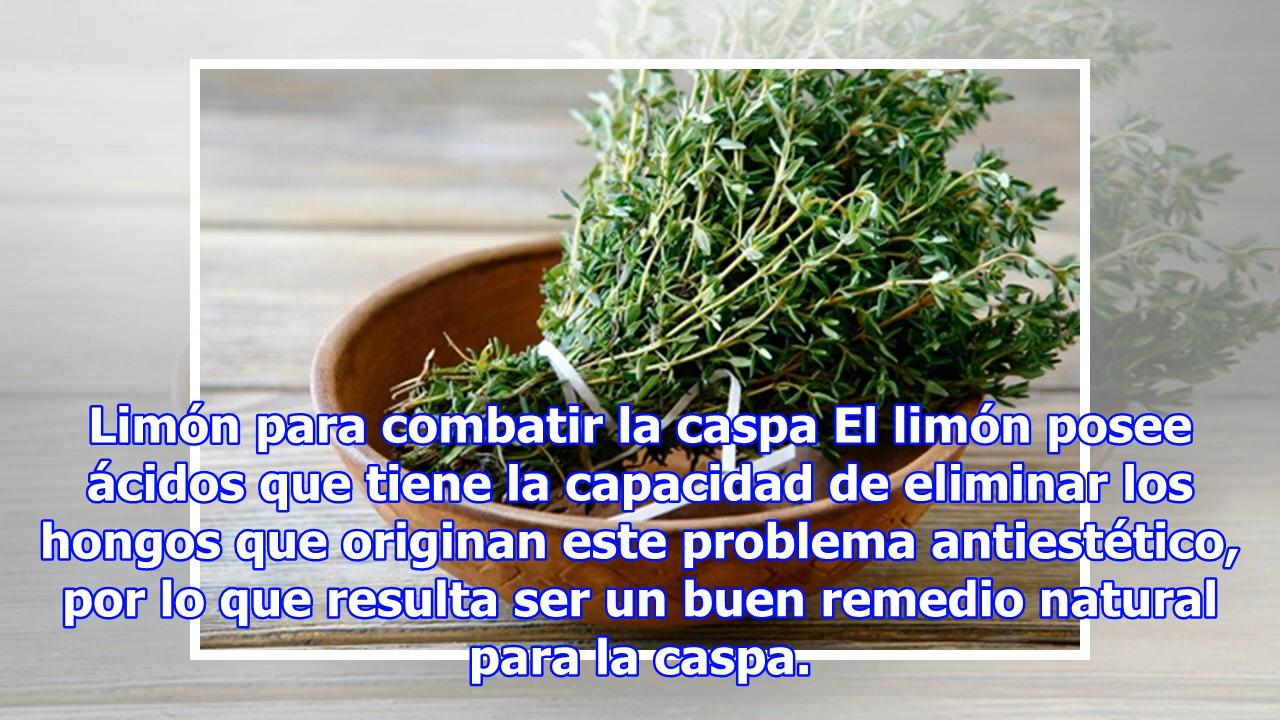 Limón para combatir la caspa El limón posee
ácidos que tiene la capacidad de eliminar los
hongos que originan este problema antiestético,
por lo que resulta ser un buen remedio natural
para la caspa.